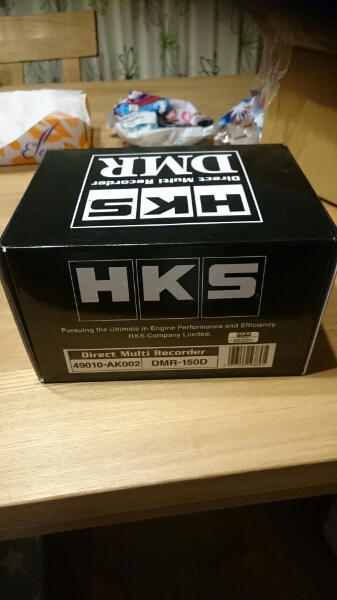 HKS
Direct Multi Recorder
DMR
HKS
Pursuing the Ultimate in Engine Performance and Efficiency.
HKS Company Limited.
Direct Multi Recorder
49010-AK002 DMR-150D